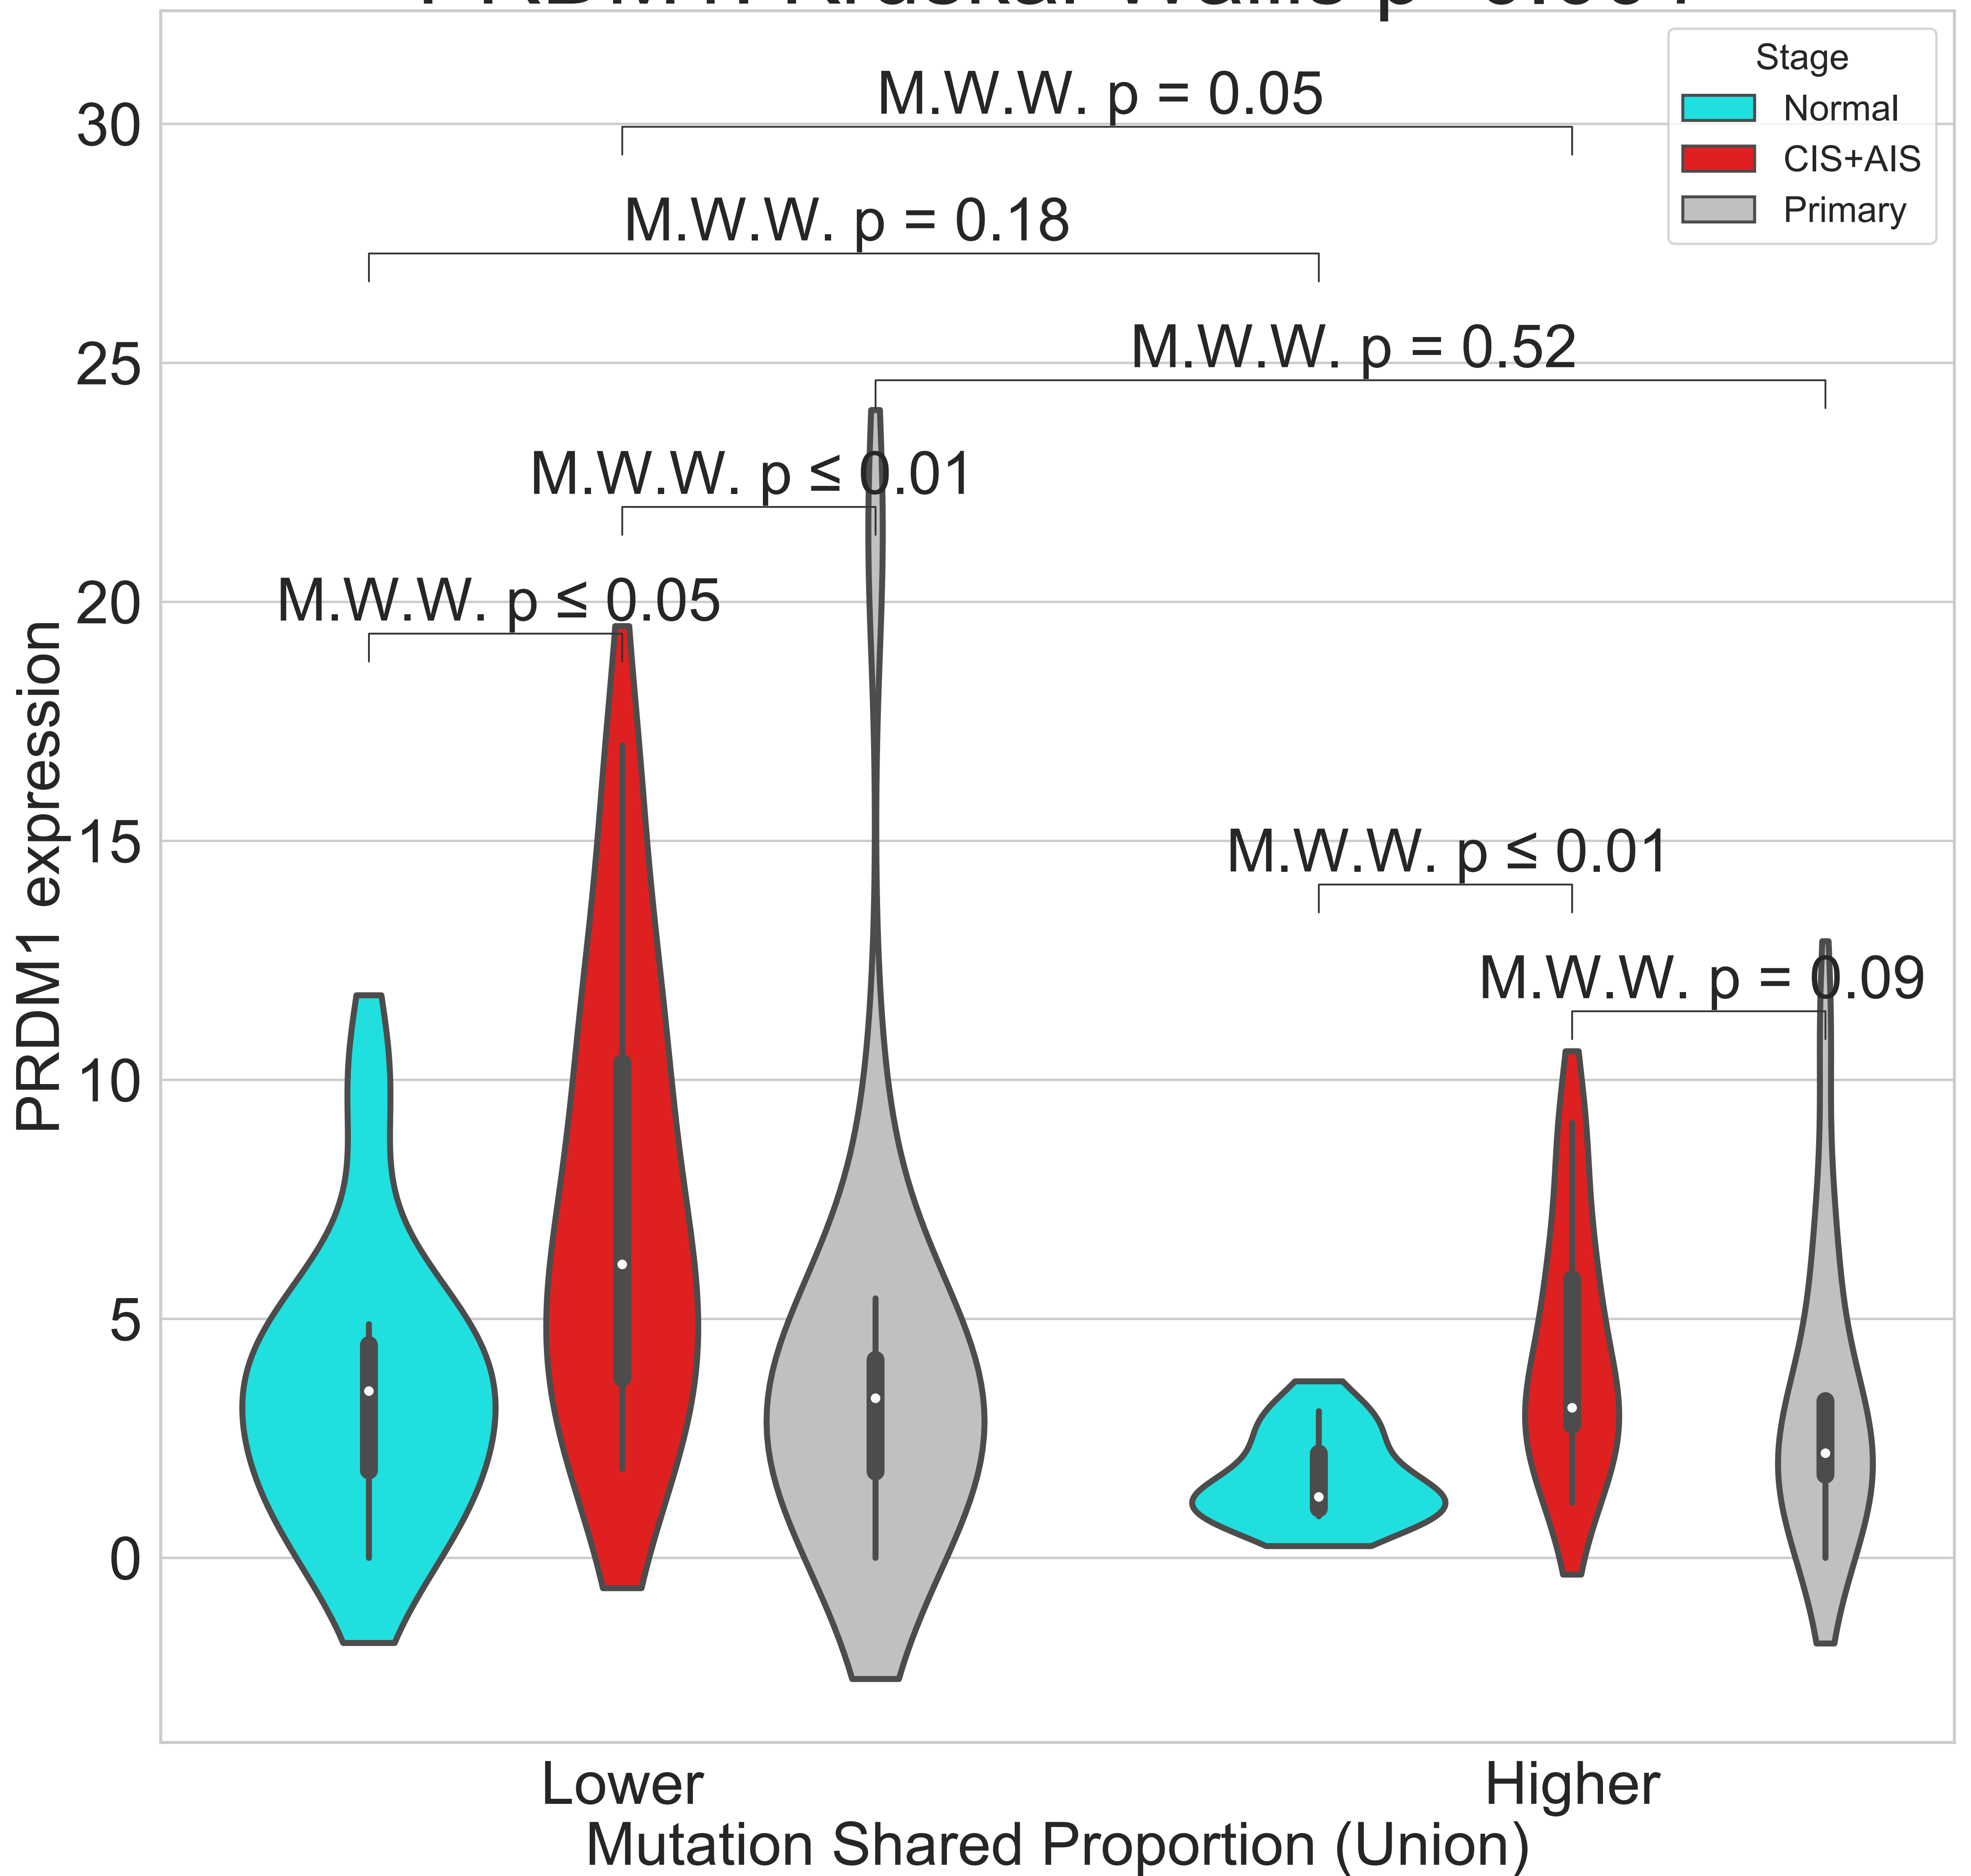 Stage
Normal
CIS+AIS
Primary
M.W.W. p = 0.05
M.W.W. p = 0.18
M.W.W. p = 0.52
M.W.W. p ≤ 0.01
M.W.W. p ≤ 0.05
M.W.W. p ≤ 0.01
M.W.W. p = 0.09
30
25
20
15
10
5
0
PRDM1 expression
Lower
Higher
Mutation Shared Proportion (Union)